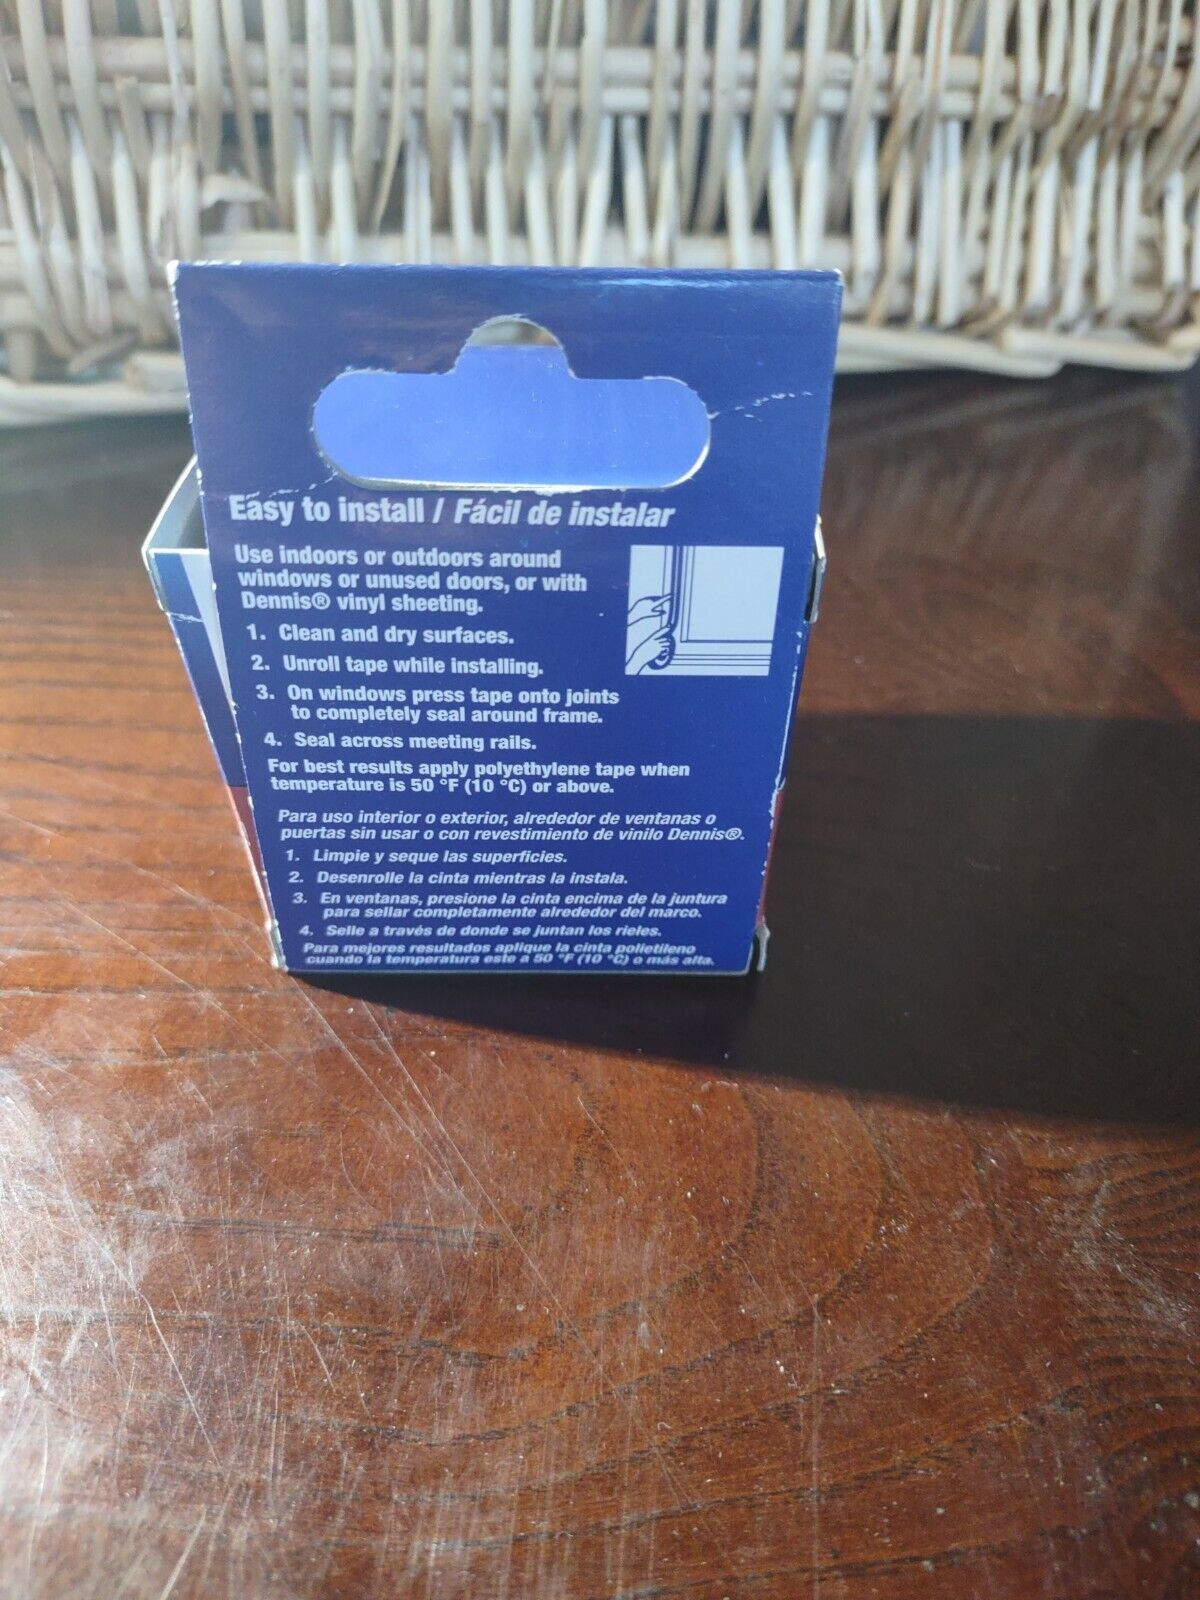 Easy to install / Fácil de instalar
Use indoors or outdoors around
windows or unused doors, or with
Dennis® vinyl sheeting.
1. Clean and dry surfaces.
2. Unroll tape while installing.
3. On windows press tape onto joints
to completely seal around frame.
4. Seal across meeting rails.
For best results apply polyethylene tape when
temperature is 50 °F (10 °C) or above.
Para uso interior o exterior, alrededor de ventanas o
puertas sin usar o con revestimiento de vinilo Dennis®.
1. Limpie y seque las superficies.
2. Desenrolle la cinta mientras la instala.
3. En ventanas, presione la cinta encima de la juntura
para sellar completamente alrededor del marco.
4. Selle a través de donde se juntan los rieles.
Para mejores resultados aplique la cinta polietileno
cuando la temperatura este a 50 °F (10 °C) o más alta.